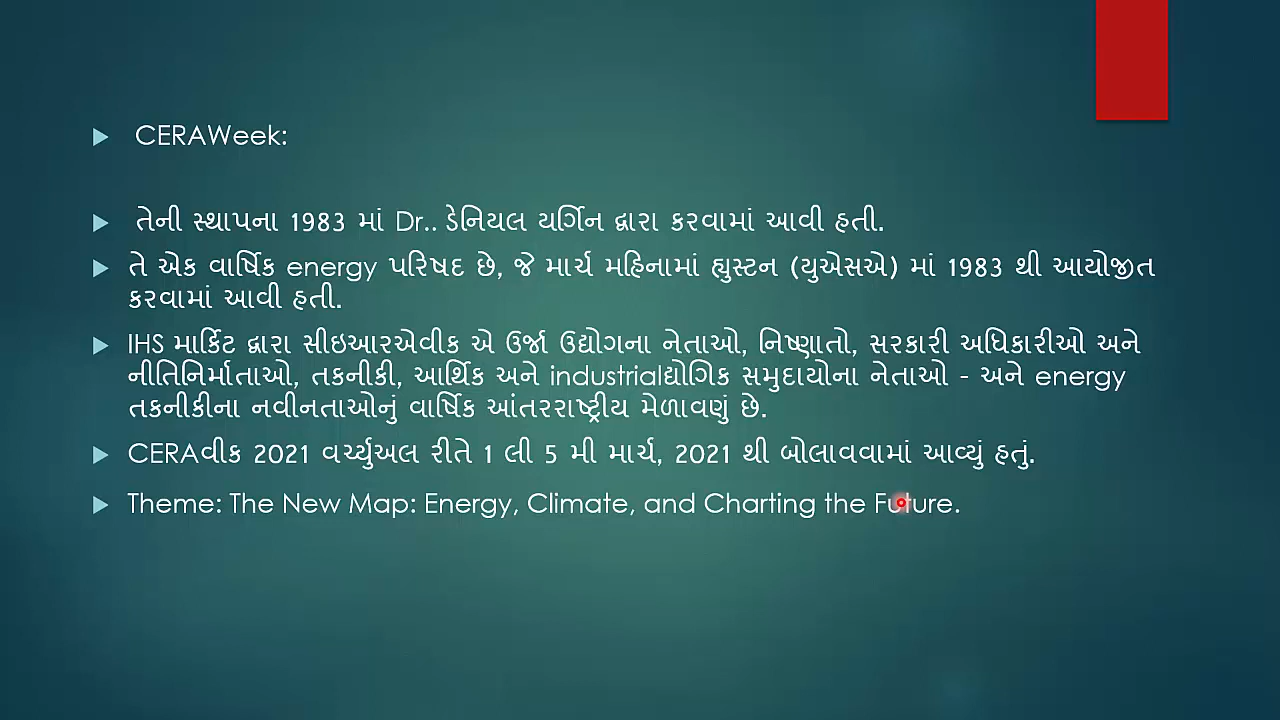 CERAWeek:
તેની સ્થાપના 1983 માં Dr.. ડેનિયલ યર્ગિન દ્વારા કરવામાં આવી હતી.
તે એક વાર્ષિક energy પરિષદ છે, જે માર્ચ મહિનામાં હ્યુસ્ટન (યુએસએ) માં 1983 થી આયોજીત
કરવામાં આવી હતી.
IHS માર્કિટ દ્વારા સીઇઆરએવીક એ ઉર્જા ઉદ્યોગના નેતાઓ, નિષ્ણાતો, સરકારી અધિકારીઓ અને
નીતિનિર્માતાઓ, તકનીકી, આર્થિક અને industrialદ્યોગિક સમુદાયોના નેતાઓ - અને energy
તકનીકીના નવીનતાઓનું વાર્ષિક આંતરરાષ્ટ્રીય મેળાવણું છે.
CERAવીક 2021 વર્ચ્યુઅલ રીતે 1 લી 5 મી માર્ચ, 2021 થી બોલાવવામાં આવ્યું હતું.
Theme: The New Map: Energy, Climate, and Charting the Future.